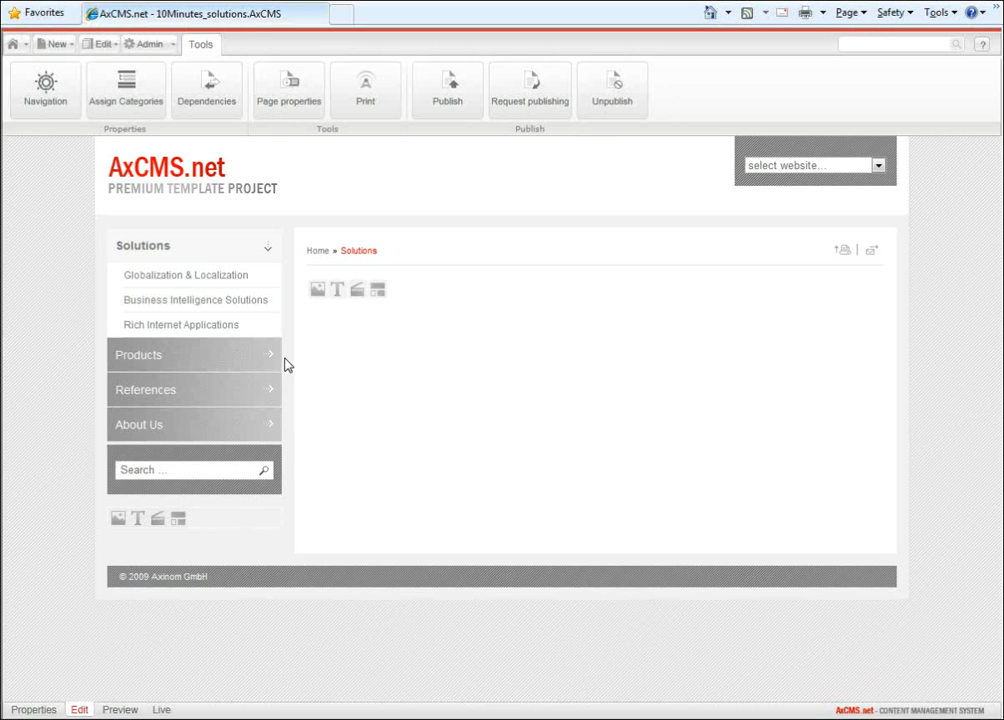 Favorites
AxCMS.net - 10Minutes_solutions.AxCMS
Page
Safety
Tools
New
Edit
Admin
Tools
Navigation
Assign Categories
Dependencies
Page properties
Print
Publish
Request publishing
Unpublish
Properties
Tools
Publish
AxCMS.net
PREMIUM TEMPLATE PROJECT
select website...
Solutions
Home » Solutions
Globalization & Localization
Business Intelligence Solutions
Rich Internet Applications
Products
References
About Us
Search ...
© 2009 Axinom GmbH
Properties
Edit
Preview
Live
AxCMS.net - CONTENT MANAGEMENT SYSTEM